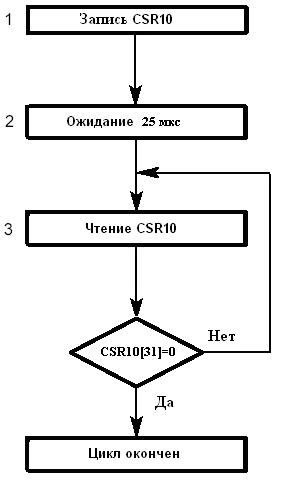 1 Запись CSR10
2 Ожидание 25 мкс
3 Чтение CSR10
CSR10[31]=0
Нет
Да
Цикл окончен